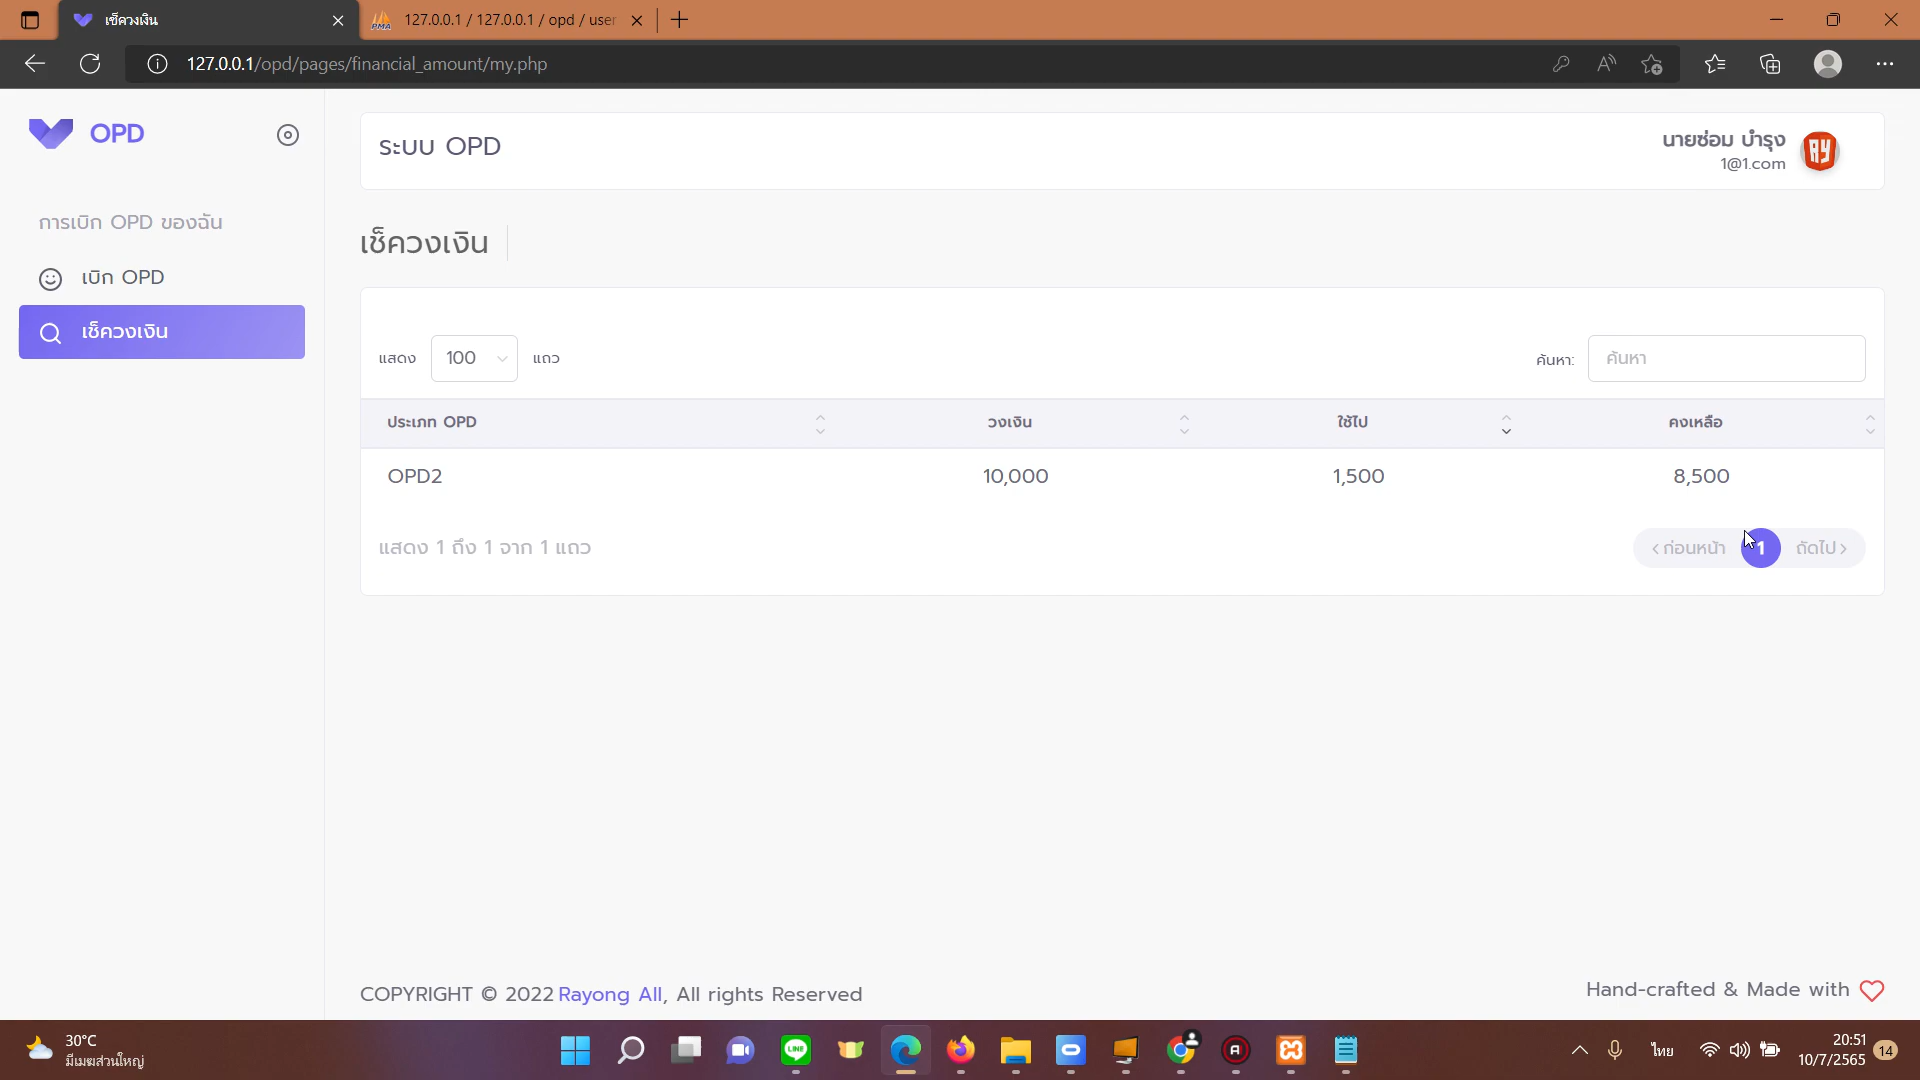 เช็ควงเงิน
127.0.0.1 / 127.0.0.1 / opd / user
127.0.0.1/opd/pages/financial_amount/my.php
OPD
ระบบ OPD
นายซ่อม บำรุง
1@1.com
การเบิก OPD ของฉัน
เบิก OPD
เช็ควงเงิน
เช็ควงเงิน
แสดง 100 แถว
ค้นหา: ค้นหา
ประเภท OPD วงเงิน ใช้ไป คงเหลือ
OPD2 10,000 1,500 8,500
แสดง 1 ถึง 1 จาก 1 แถว
ก่อนหน้า 1 ถัดไป
COPYRIGHT © 2022 Rayong All, All rights Reserved
Hand-crafted & Made with
30°C
มีเมฆส่วนใหญ่
ไทย
20:51
10/7/2565
14